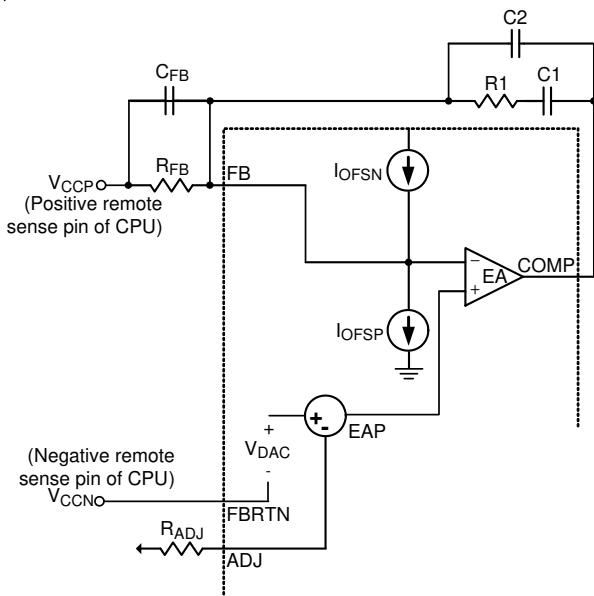 C2
CFB
R1
C1
RFB
FB
IOFSN
VCCP
(Positive remote
sense pin of CPU)
−
EA
+
COMP
IOFSP
+
-
EAP
+
VDAC
-
(Negative remote
sense pin of CPU)
VCCN
FBRTN
RADJ
ADJ